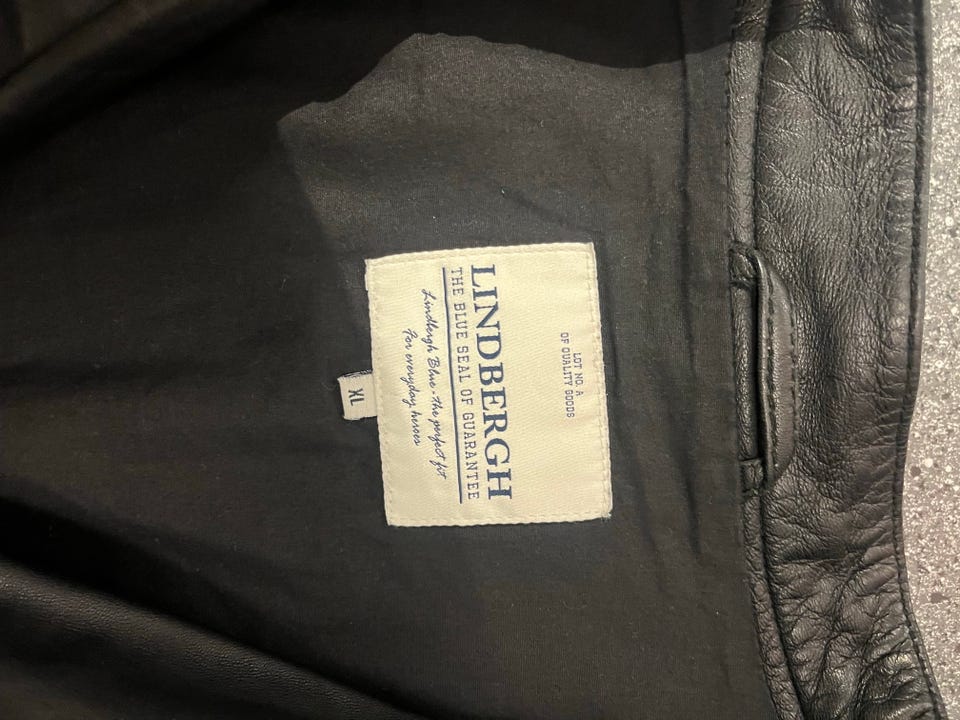 LOT NO. A
OF QUALITY GOODS
LINDBERGH
THE BLUE SEAL OF GUARANTEE
Lindbergh Blue - the perfect fit
For everyday heroes
XL